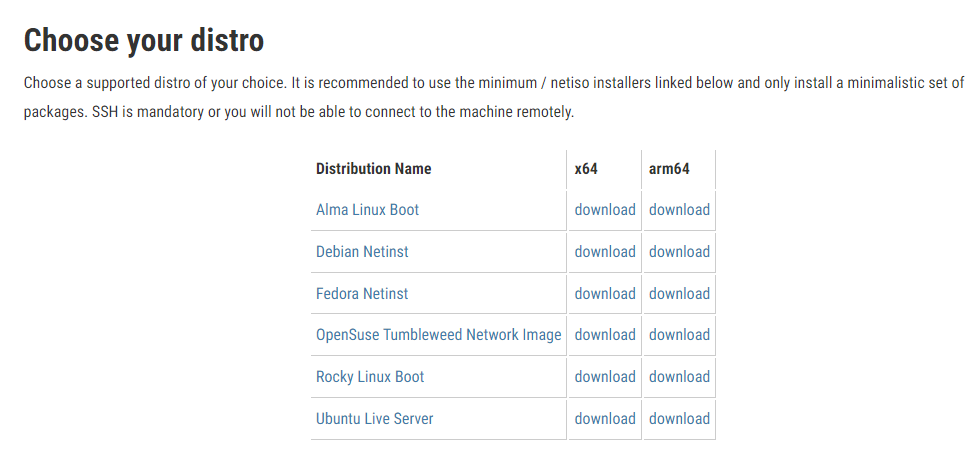 Choose your distro
Choose a supported distro of your choice. It is recommended to use the minimum / netiso installers linked below and only install a minimalistic set of
packages. SSH is mandatory or you will not be able to connect to the machine remotely.
Distribution Name x64 arm64
Alma Linux Boot download download
Debian Netinst download download
Fedora Netinst download download
OpenSuse Tumbleweed Network Image download download
Rocky Linux Boot download download
Ubuntu Live Server download download